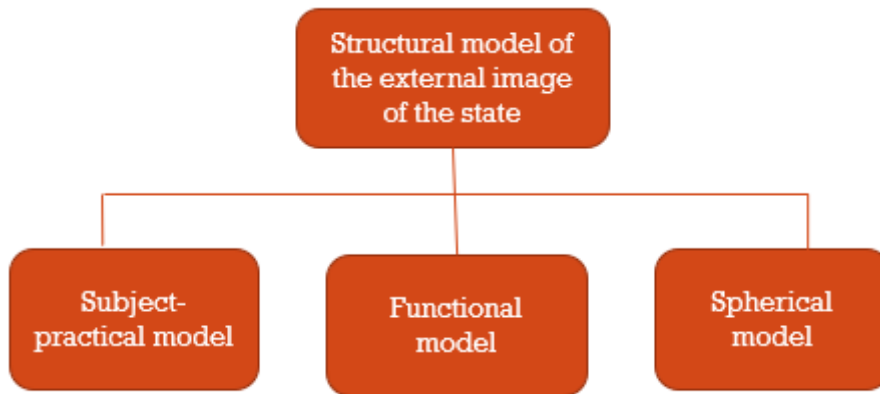 Structural model of
the external image
of the state
Subject-
practical model
Functional
model
Spherical
model